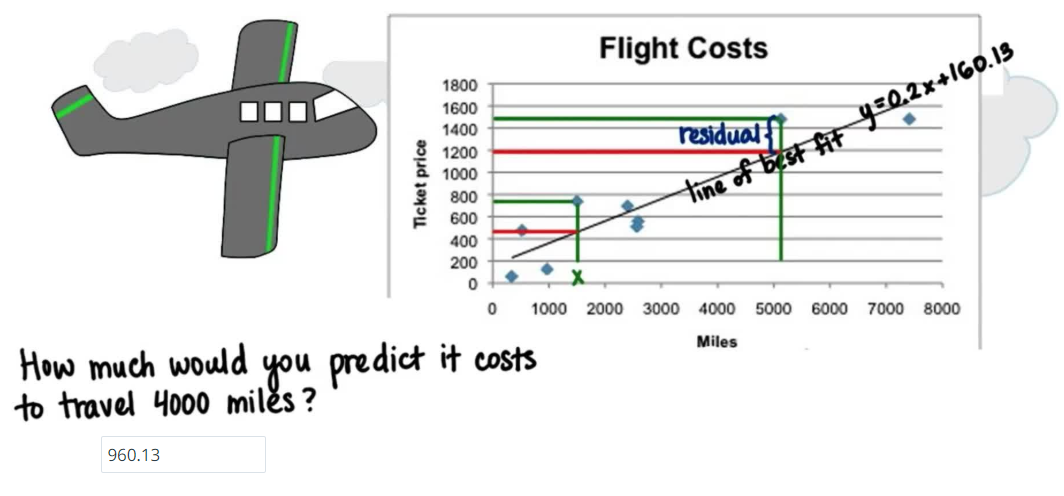 Flight Costs
y=0.2x+160.13
1800
1600
1400
1200
1000
800
600
400
200
0
Ticket price
residual
line of best fit
x
0 1000 2000 3000 4000 5000 6000 7000 8000
Miles
How much would you predict it costs
to travel 4000 miles?
960.13